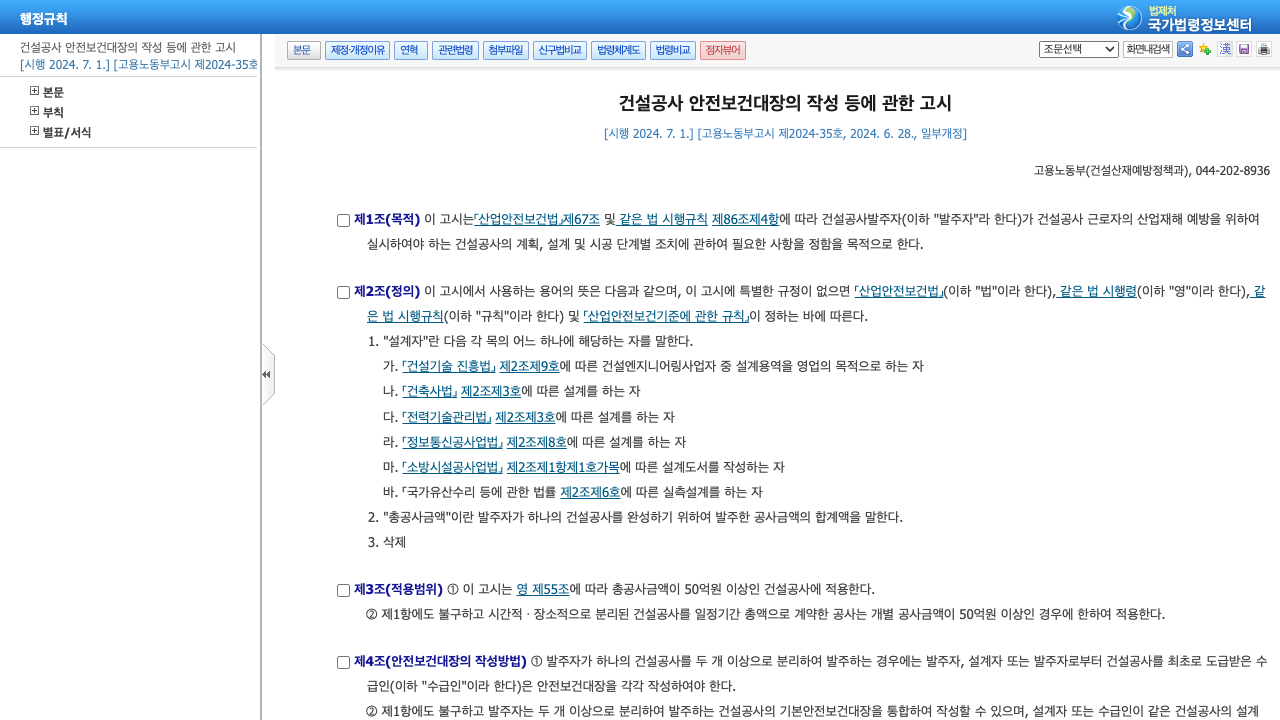 행정규칙
법제처
국가법령정보센터
건설공사 안전보건대장의 작성 등에 관한 고시
[시행 2024. 7. 1.] [고용노동부고시 제2024-35호
본문
부칙
별표/서식
본문 제정·개정이유 연혁 관련법령 첨부파일 신구법비교 법령체계도 법령비교 점자뷰어
조문선택 화면내검색 漢
건설공사 안전보건대장의 작성 등에 관한 고시
[시행 2024. 7. 1.] [고용노동부고시 제2024-35호, 2024. 6. 28., 일부개정]
고용노동부(건설산재예방정책과), 044-202-8936
제1조(목적) 이 고시는「산업안전보건법」제67조 및 같은 법 시행규칙 제86조제4항에 따라 건설공사발주자(이하 "발주자"라 한다)가 건설공사 근로자의 산업재해 예방을 위하여
실시하여야 하는 건설공사의 계획, 설계 및 시공 단계별 조치에 관하여 필요한 사항을 정함을 목적으로 한다.
제2조(정의) 이 고시에서 사용하는 용어의 뜻은 다음과 같으며, 이 고시에 특별한 규정이 없으면 「산업안전보건법」(이하 "법"이라 한다), 같은 법 시행령(이하 "영"이라 한다), 같
은 법 시행규칙(이하 "규칙"이라 한다) 및 「산업안전보건기준에 관한 규칙」이 정하는 바에 따른다.
1. "설계자"란 다음 각 목의 어느 하나에 해당하는 자를 말한다.
가. 「건설기술 진흥법」 제2조제9호에 따른 건설엔지니어링사업자 중 설계용역을 영업의 목적으로 하는 자
나. 「건축사법」 제2조제3호에 따른 설계를 하는 자
다. 「전력기술관리법」 제2조제3호에 따른 설계를 하는 자
라. 「정보통신공사업법」 제2조제8호에 따른 설계를 하는 자
마. 「소방시설공사업법」 제2조제1항제1호가목에 따른 설계도서를 작성하는 자
바. 「국가유산수리 등에 관한 법률 제2조제6호에 따른 실측설계를 하는 자
2. "총공사금액"이란 발주자가 하나의 건설공사를 완성하기 위하여 발주한 공사금액의 합계액을 말한다.
3. 삭제
제3조(적용범위) ① 이 고시는 영 제55조에 따라 총공사금액이 50억원 이상인 건설공사에 적용한다.
② 제1항에도 불구하고 시간적ㆍ장소적으로 분리된 건설공사를 일정기간 총액으로 계약한 공사는 개별 공사금액이 50억원 이상인 경우에 한하여 적용한다.
제4조(안전보건대장의 작성방법) ① 발주자가 하나의 건설공사를 두 개 이상으로 분리하여 발주하는 경우에는 발주자, 설계자 또는 발주자로부터 건설공사를 최초로 도급받은 수
급인(이하 "수급인"이라 한다)은 안전보건대장을 각각 작성하여야 한다.
② 제1항에도 불구하고 발주자는 두 개 이상으로 분리하여 발주하는 건설공사의 기본안전보건대장을 통합하여 작성할 수 있으며, 설계자 또는 수급인이 같은 건설공사의 설계